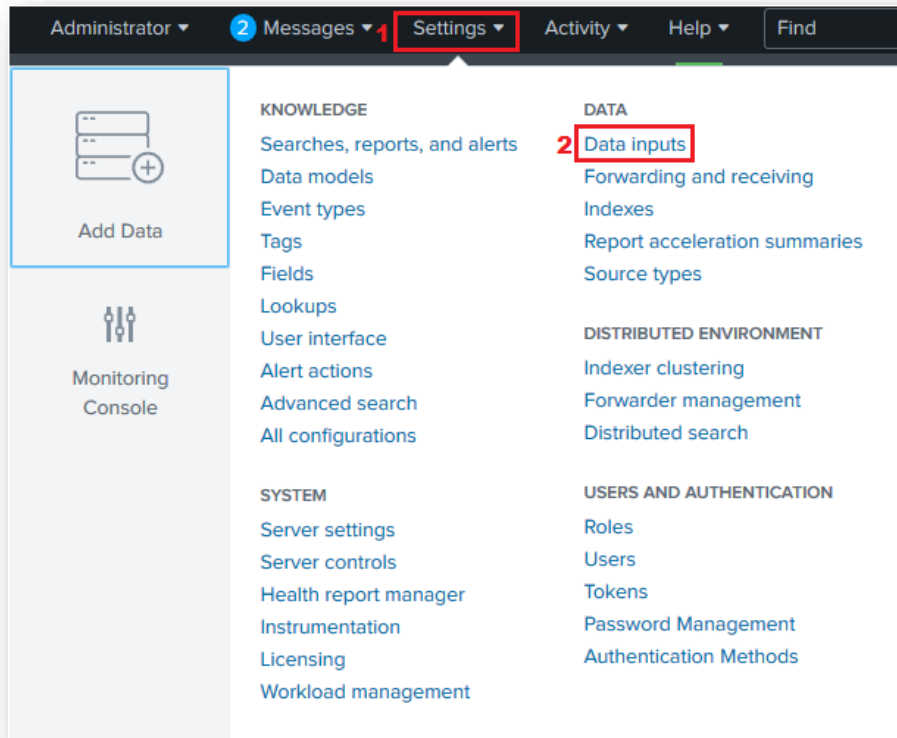 Administrator 2 Messages 1 Settings Activity Help Find
Add Data
Monitoring
Console
KNOWLEDGE
Searches, reports, and alerts
Data models
Event types
Tags
Fields
Lookups
User interface
Alert actions
Advanced search
All configurations
SYSTEM
Server settings
Server controls
Health report manager
Instrumentation
Licensing
Workload management
DATA
2 Data inputs
Forwarding and receiving
Indexes
Report acceleration summaries
Source types
DISTRIBUTED ENVIRONMENT
Indexer clustering
Forwarder management
Distributed search
USERS AND AUTHENTICATION
Roles
Users
Tokens
Password Management
Authentication Methods